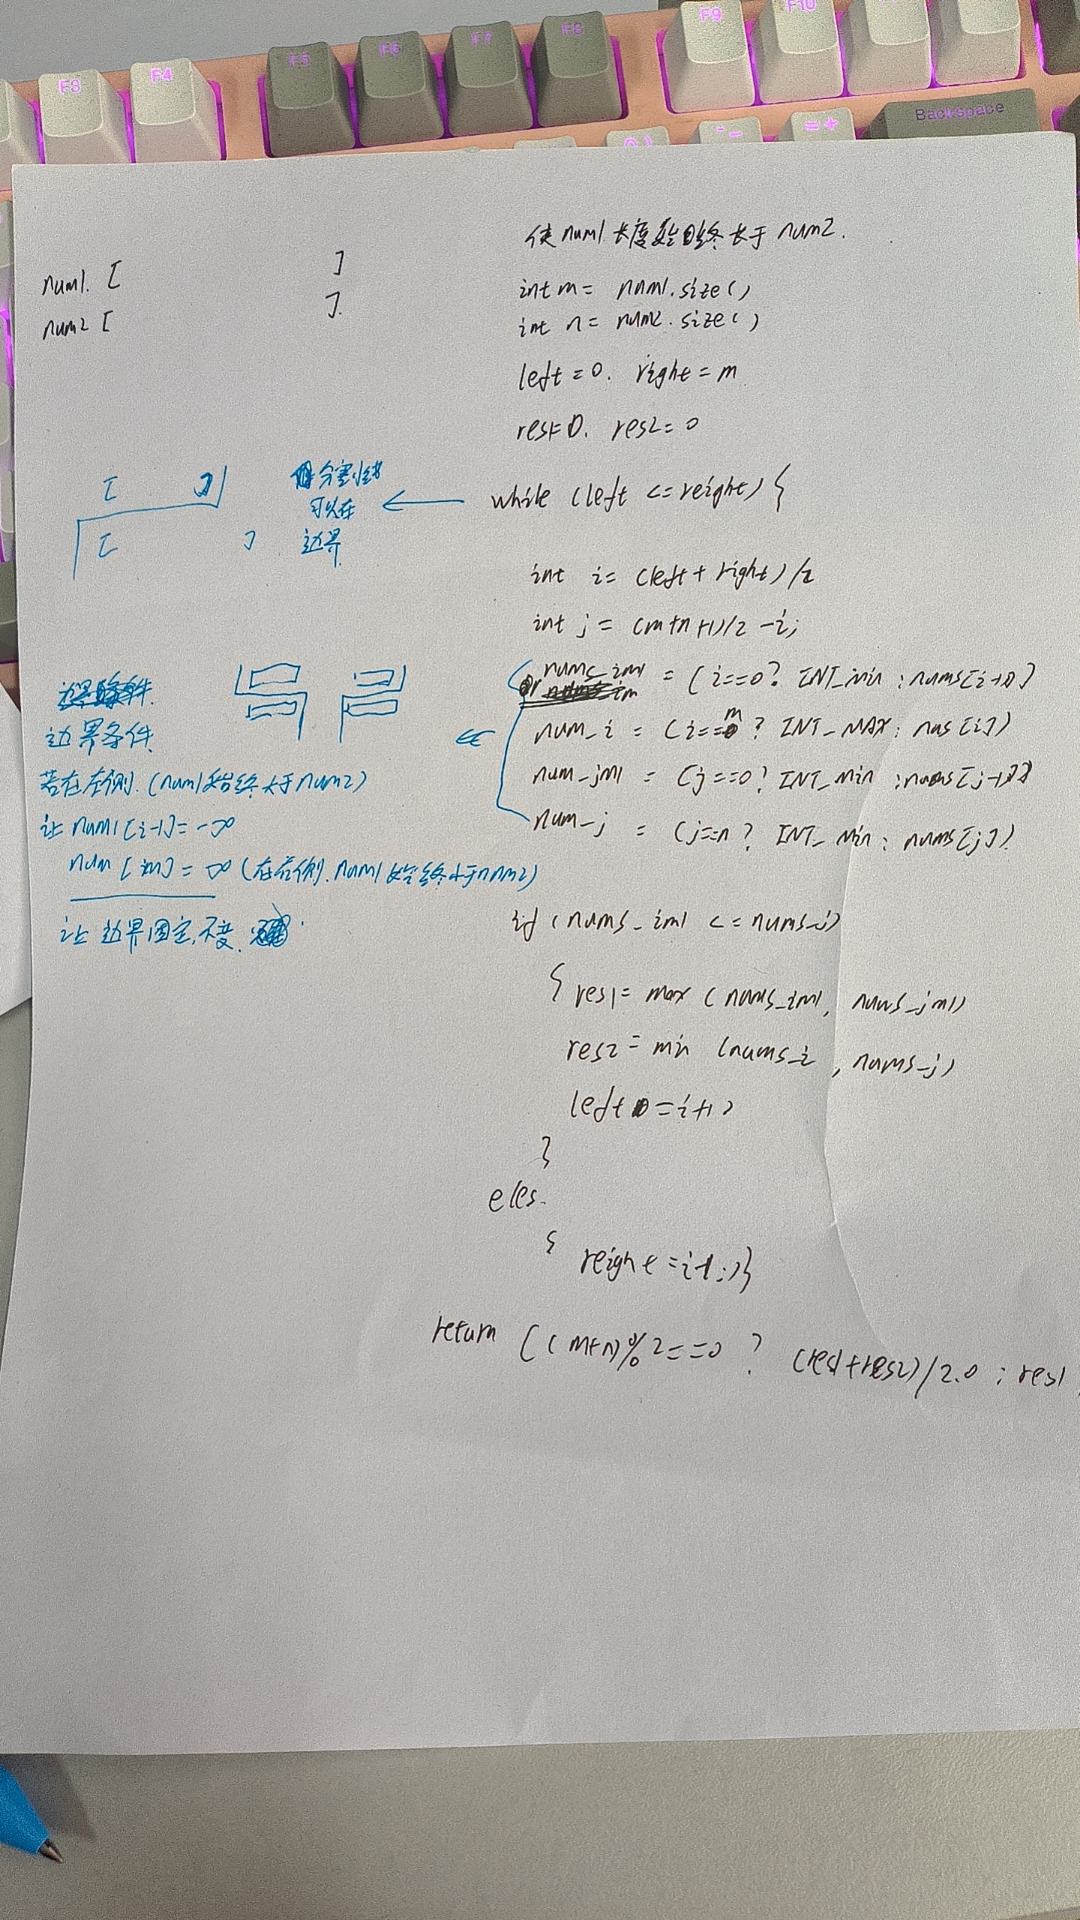 F3 F4 F5 F6 F7 F8 F9 F10
Backspace
使 num1 长度始终长于 num2.
num1. [ ]
num2 [ ].
int m = num1.size()
int n = num2.size()
left = 0. right = m
res1=0. res2=0
while (left <= reight) {
分割线
可以在
边界
[ ]
[ ]
int i= (left + right)/2
int j = (m+n+1)/2 -i;
nums_im1 = (i==0? INT_min : nums[i-1])
num_i = (i==m? INT_MAX: nus[i])
num_jm1 = (j==0? INT_min :nums[j-1])
num_j = (j==n? INT_min: nums[j])
边界条件
若在左侧. (num1始终大于num2)
让 num1[i-1]=-∞
num [im] = ∞ (在右侧. num1始终小于num2)
让 边界固定,不变.
if (nums_im1 <= nums_j)
{ res1= max (nums_im1, nums_jm1)
res2 = min (nums_i , nums_j)
left =i+1
}
eles.
{ reight =i-1;}
return ((m+n)%2==0 ? (res1+res2)/2.0 : res1